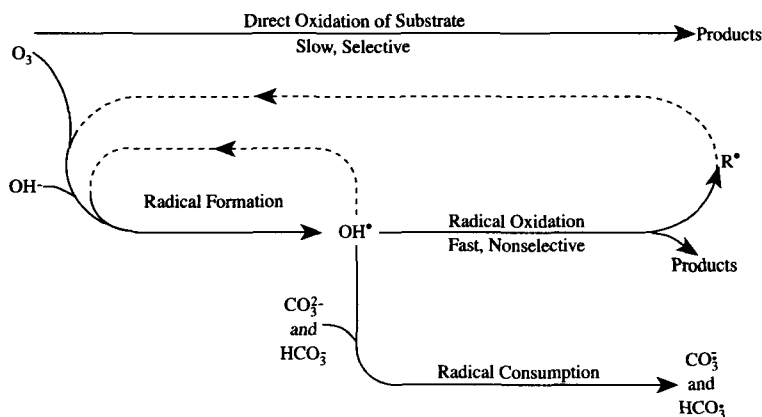 Direct Oxidation of Substrate
Slow, Selective
Products
O₃
OH⁻
Radical Formation
OH•
Radical Oxidation
Fast, Nonselective
R•
Products
CO₃²⁻
and
HCO₃⁻
Radical Consumption
CO₃⁻
and
HCO₃•